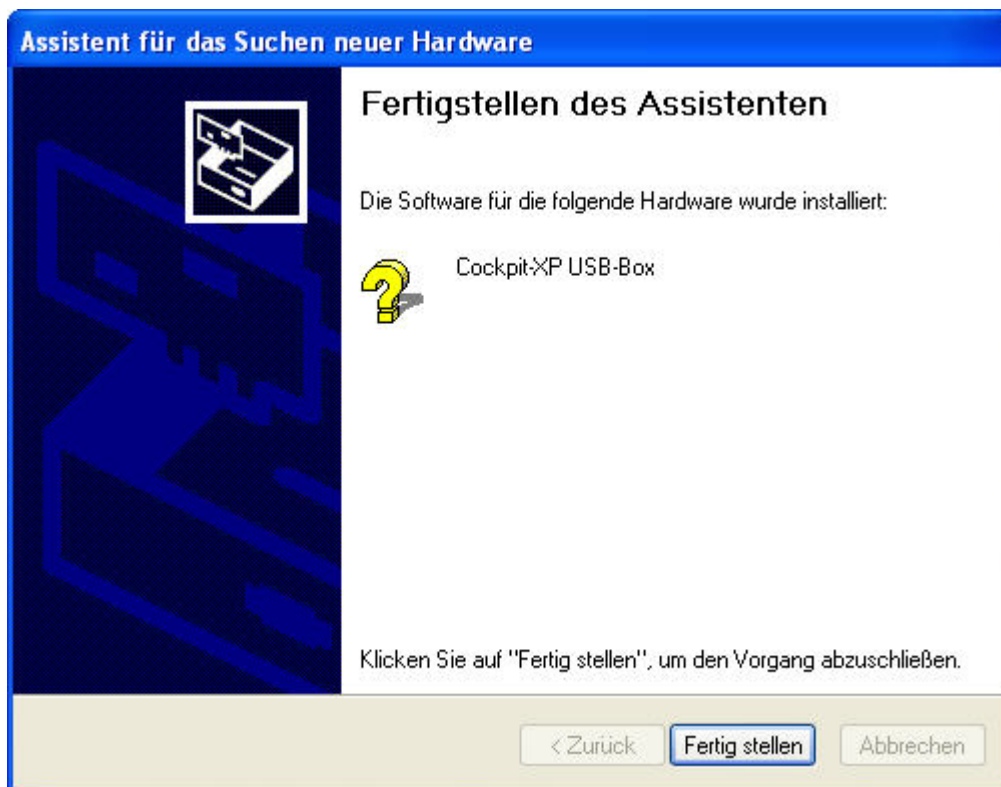 Assistent für das Suchen neuer Hardware
Fertigstellen des Assistenten
Die Software für die folgende Hardware wurde installiert:
Cockpit-XP USB-Box
Klicken Sie auf "Fertig stellen", um den Vorgang abzuschließen.
< Zurück
Fertig stellen
Abbrechen